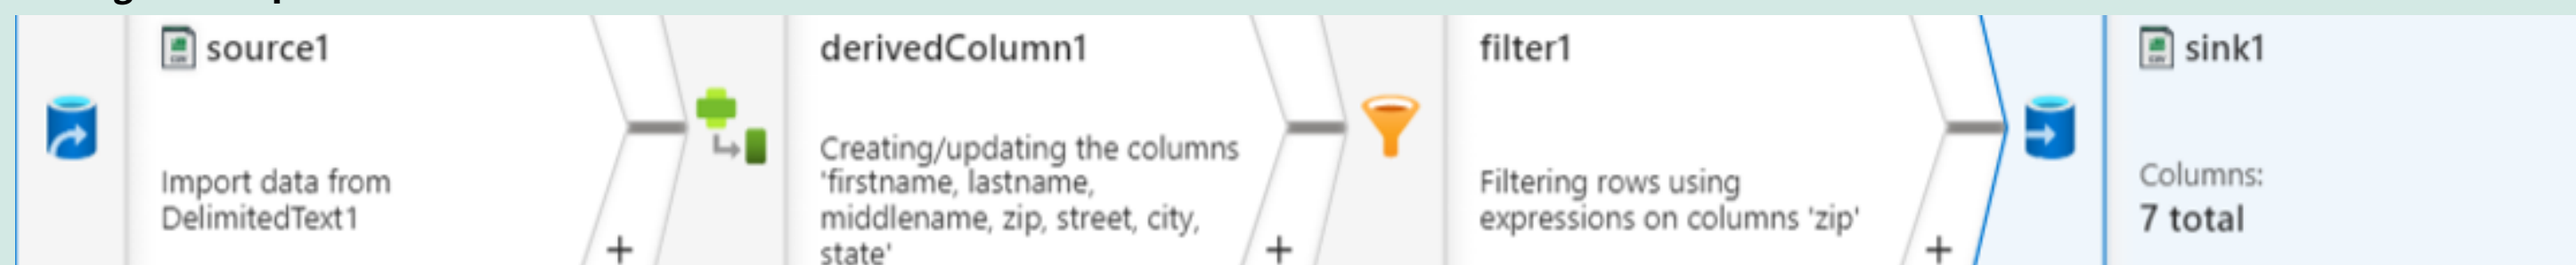 source1
Import data from
DelimitedText1
+
derivedColumn1
Creating/updating the columns
'firstname, lastname,
middlename, zip, street, city,
state'
+
filter1
Filtering rows using
expressions on columns 'zip'
+
sink1
Columns:
7 total